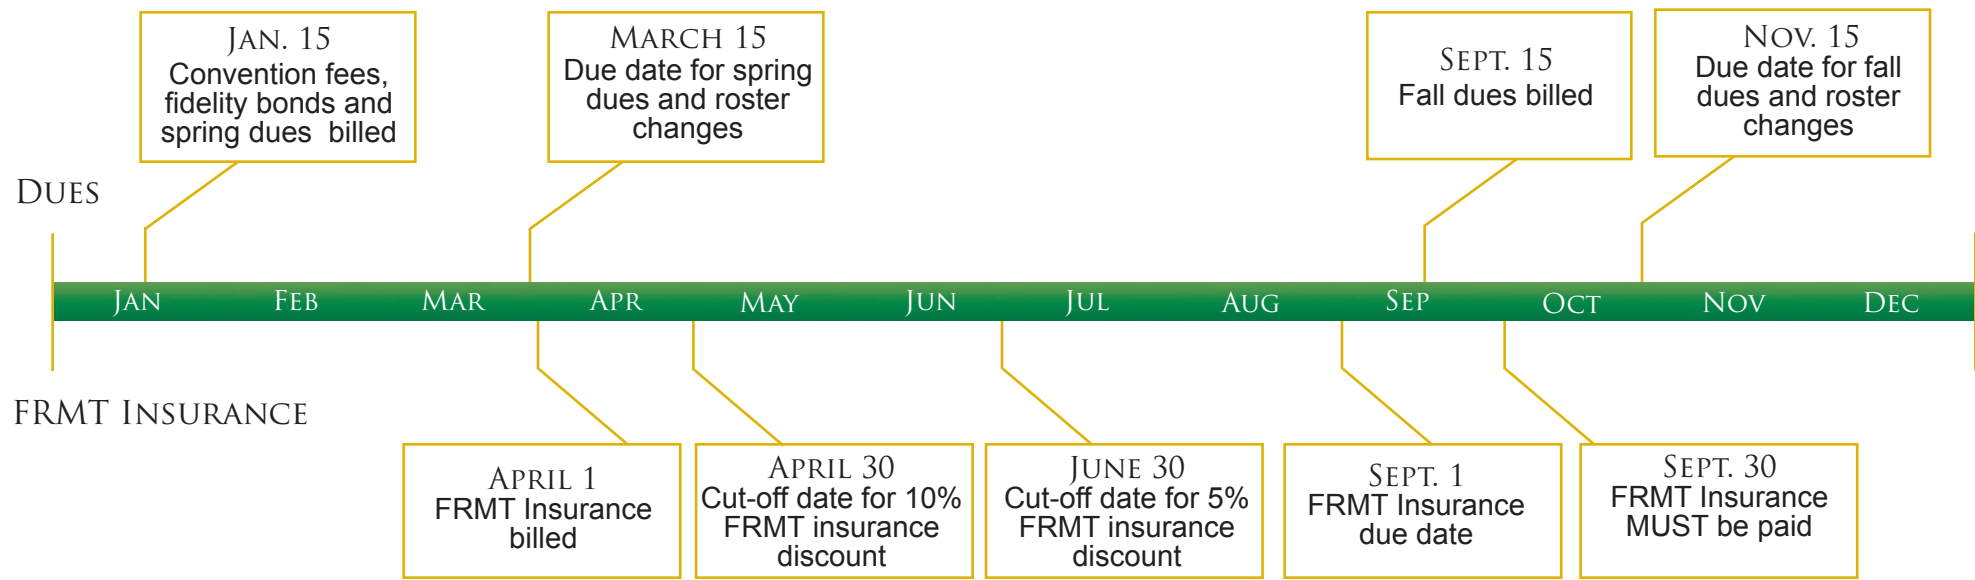 JAN. 15
Convention fees,
fidelity bonds and
spring dues  billed
MARCH 15
Due date for spring
dues and roster
changes
SEPT. 15
Fall dues billed
NOV. 15
Due date for fall
dues and roster
changes
DUES
JAN FEB MAR APR MAY JUN JUL AUG SEP OCT NOV DEC
FRMT INSURANCE
APRIL 1
FRMT Insurance
billed
APRIL 30
Cut-off date for 10%
FRMT insurance
discount
JUNE 30
Cut-off date for 5%
FRMT insurance
discount
SEPT. 1
FRMT Insurance
due date
SEPT. 30
FRMT Insurance
MUST be paid